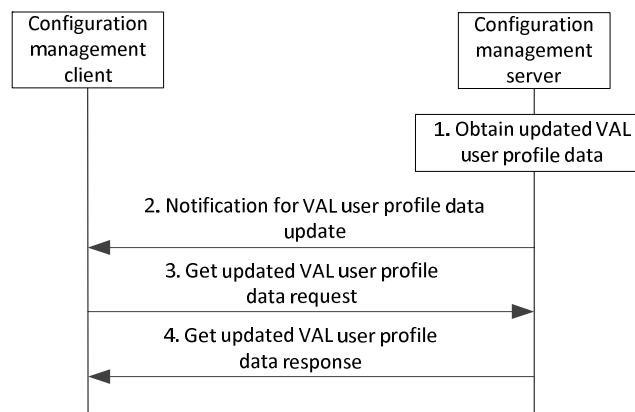 Configuration
management
client
Configuration
management
server
1. Obtain updated VAL
user profile data
2. Notification for VAL user profile data
update
3. Get updated VAL user profile
data request
4. Get updated VAL user profile
data response